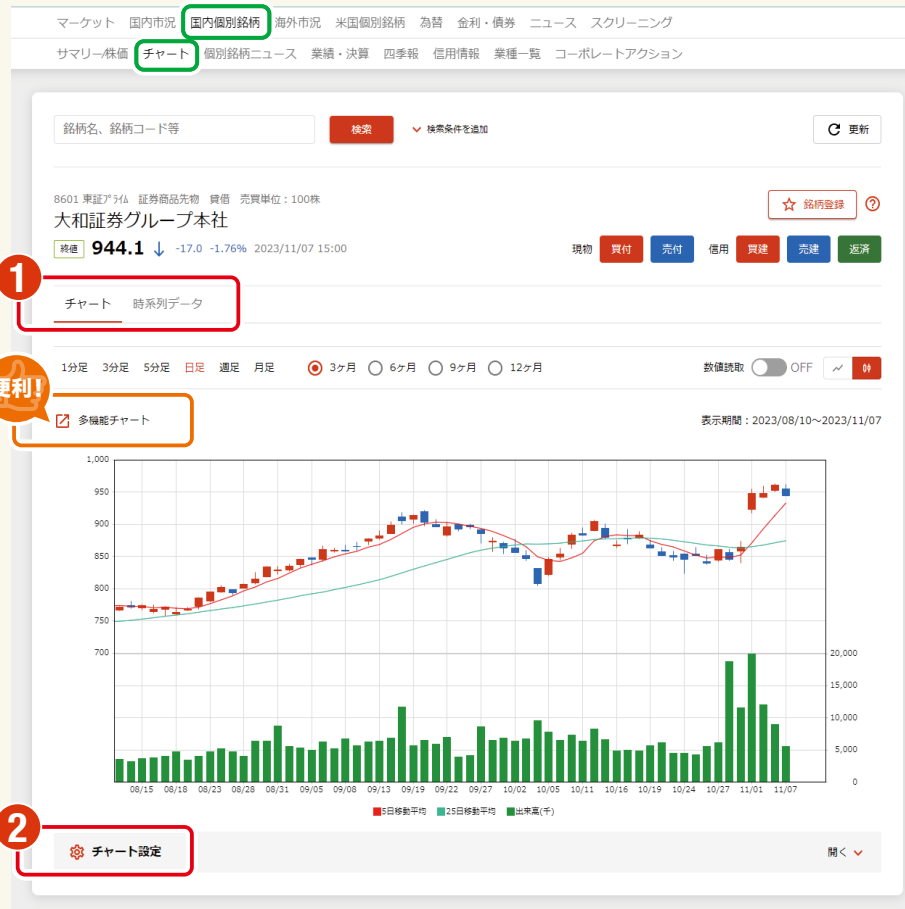 マーケット 国内市況 国内個別銘柄 海外市況 米国個別銘柄 為替 金利・債券 ニュース スクリーニング
サマリー/株価 チャート 個別銘柄ニュース 業績・決算 四季報 信用情報 業種一覧 コーポレートアクション
銘柄名、銘柄コード等 検索 検索条件を追加 更新
8601 東証プライム 証券商品先物 貸借 売買単位:100株
大和証券グループ本社 銘柄登録 ?
終値 944.1 ↓ -17.0 -1.76% 2023/11/07 15:00 現物 買付 売付 信用 買建 売建 返済
1
チャート 時系列データ
1分足 3分足 5分足 日足 週足 月足 3ヶ月 6ヶ月 9ヶ月 12ヶ月 数値読取 OFF
便利!
多機能チャート 表示期間:2023/08/10~2023/11/07
1,000
950
900
850
800
750
700 20,000
15,000
10,000
5,000
0
08/15 08/18 08/23 08/28 08/31 09/05 09/08 09/13 09/19 09/22 09/27 10/02 10/05 10/11 10/16 10/19 10/24 10/27 11/01 11/07
5日移動平均 25日移動平均 出来高(千)
2
チャート設定 開く